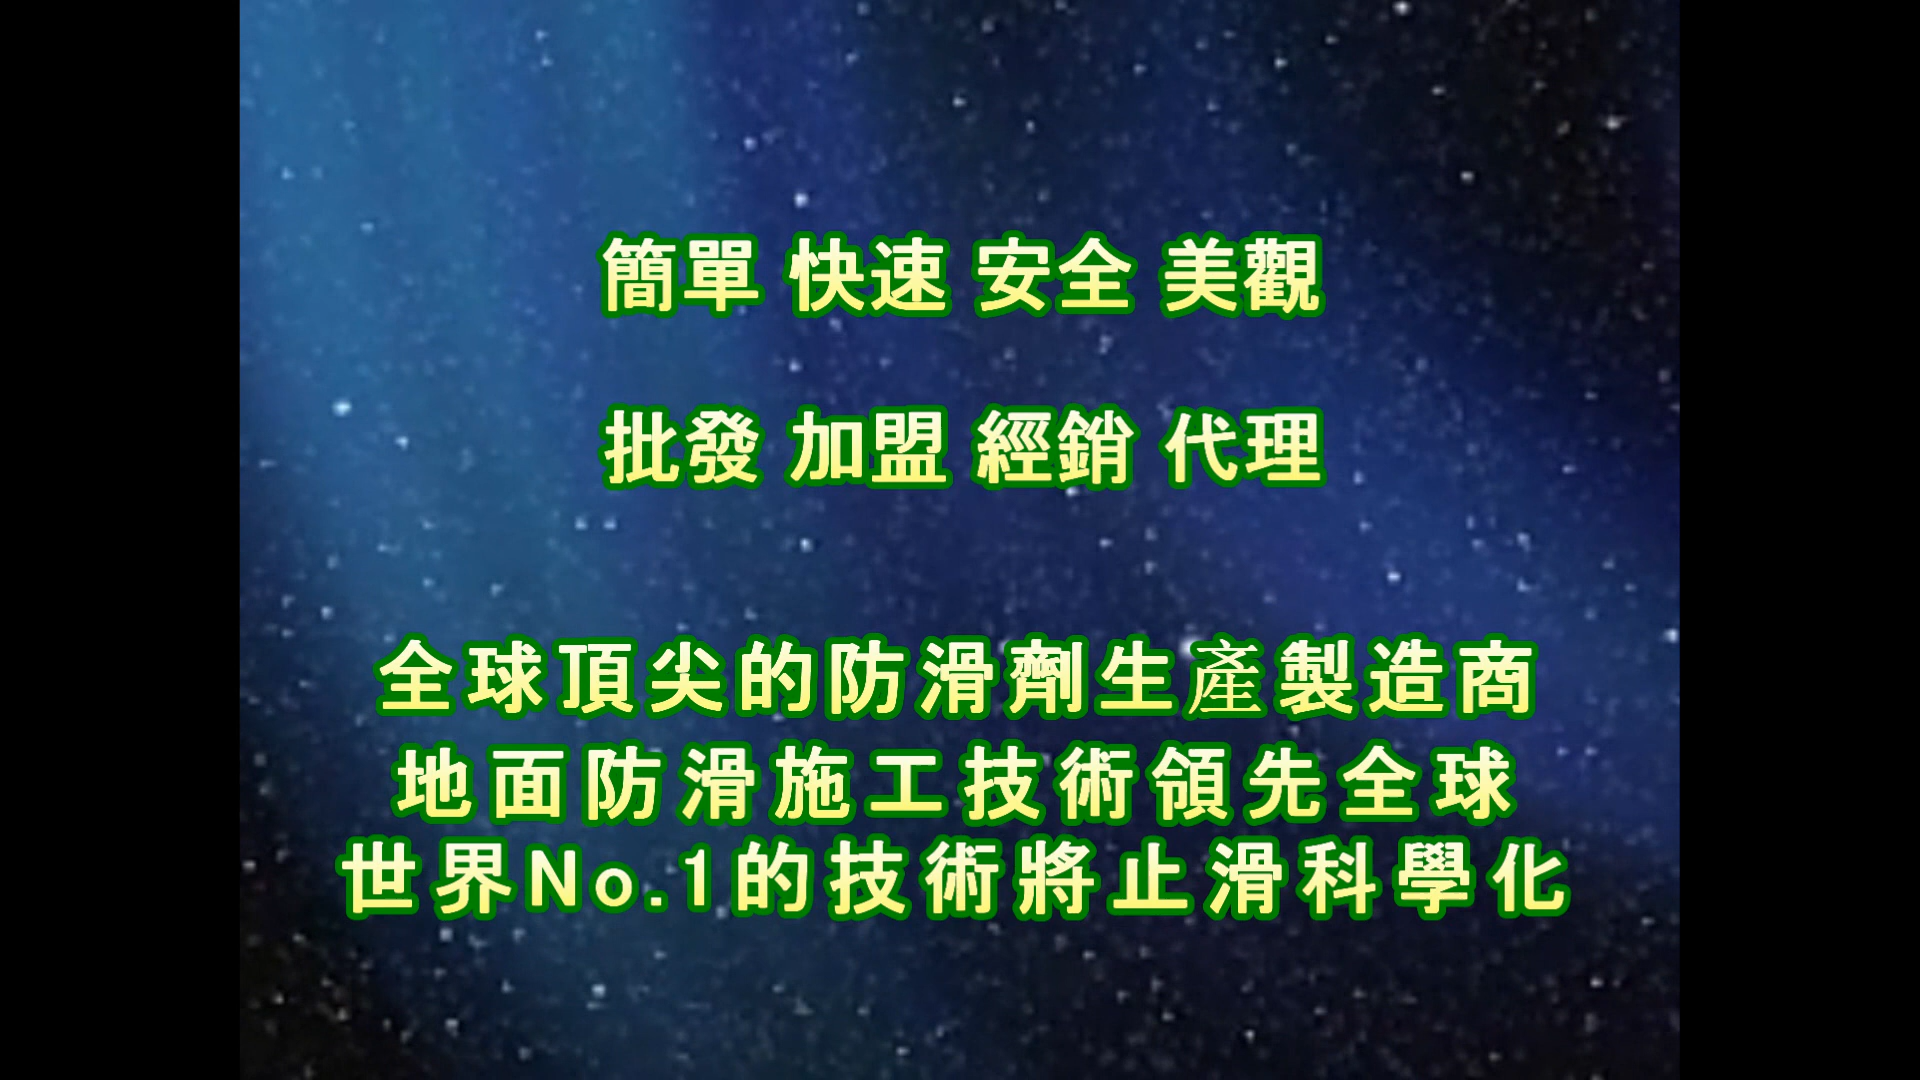 簡單 快速 安全 美觀
批發 加盟 經銷 代理
全球頂尖的防滑劑生產製造商
地面防滑施工技術領先全球
世界No.1的技術將止滑科學化